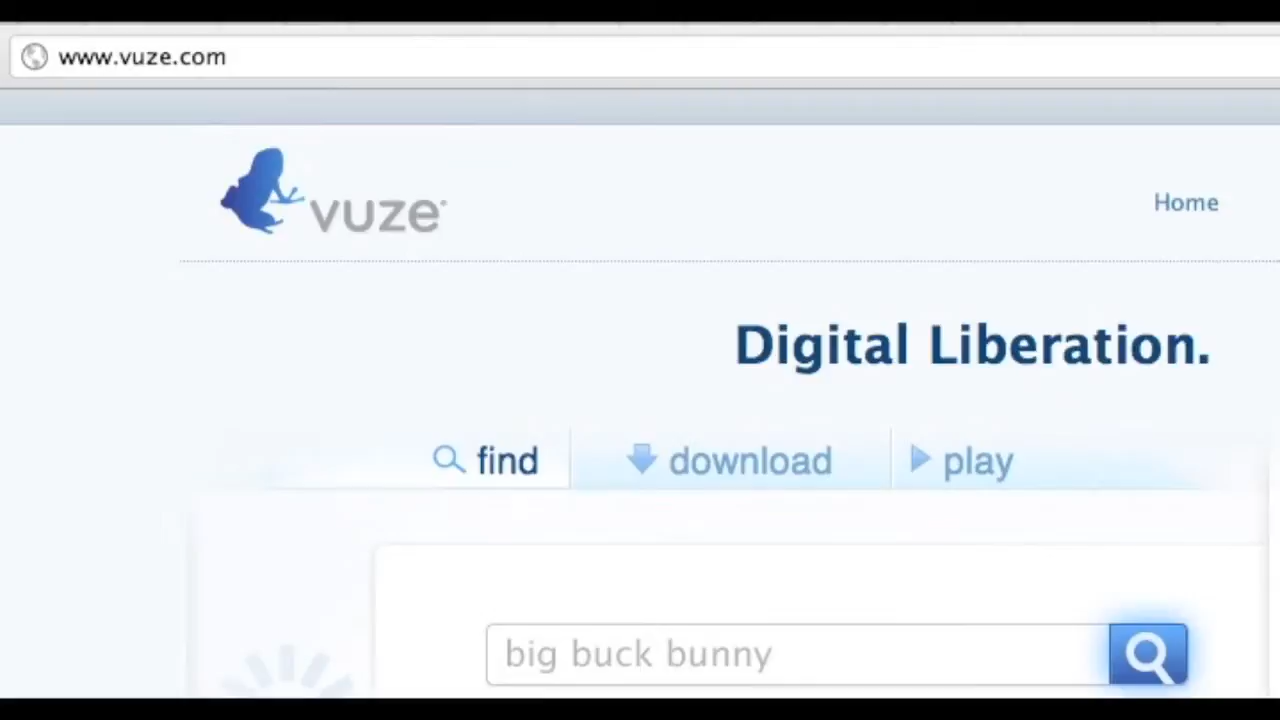 www.vuze.com
vuze
Home
Digital Liberation.
find
download
play
big buck bunny